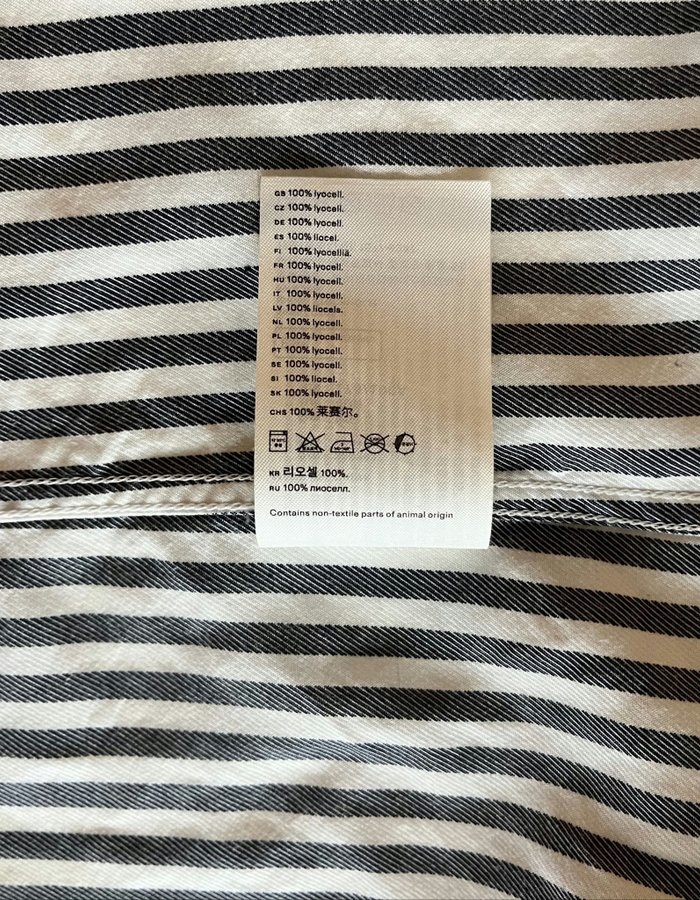 GB 100% lyocell.
CZ 100% lyocell.
DE 100% lyocell.
ES 100% liocel.
FI 100% lyocelliä.
FR 100% lyocell.
HU 100% lyocell.
IT 100% lyocell.
LV 100% liocels.
NL 100% lyocell.
PL 100% lyocell.
PT 100% lyocell.
SE 100% lyocell.
SI 100% liocel.
SK 100% lyocell.
CHS 100% 莱赛尔。
KR 리오셀 100%.
RU 100% лиоселл.
Contains non-textile parts of animal origin